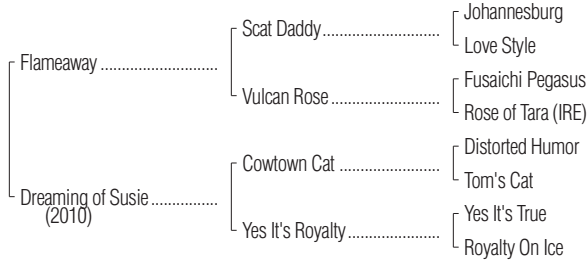 Johannesburg
Scat Daddy
Love Style
Flameaway
Fusaichi Pegasus
Vulcan Rose
Rose of Tara (IRE)
Distorted Humor
Cowtown Cat
Tom's Cat
Dreaming of Susie
(2010)
Yes It's True
Yes It's Royalty
Royalty On Ice